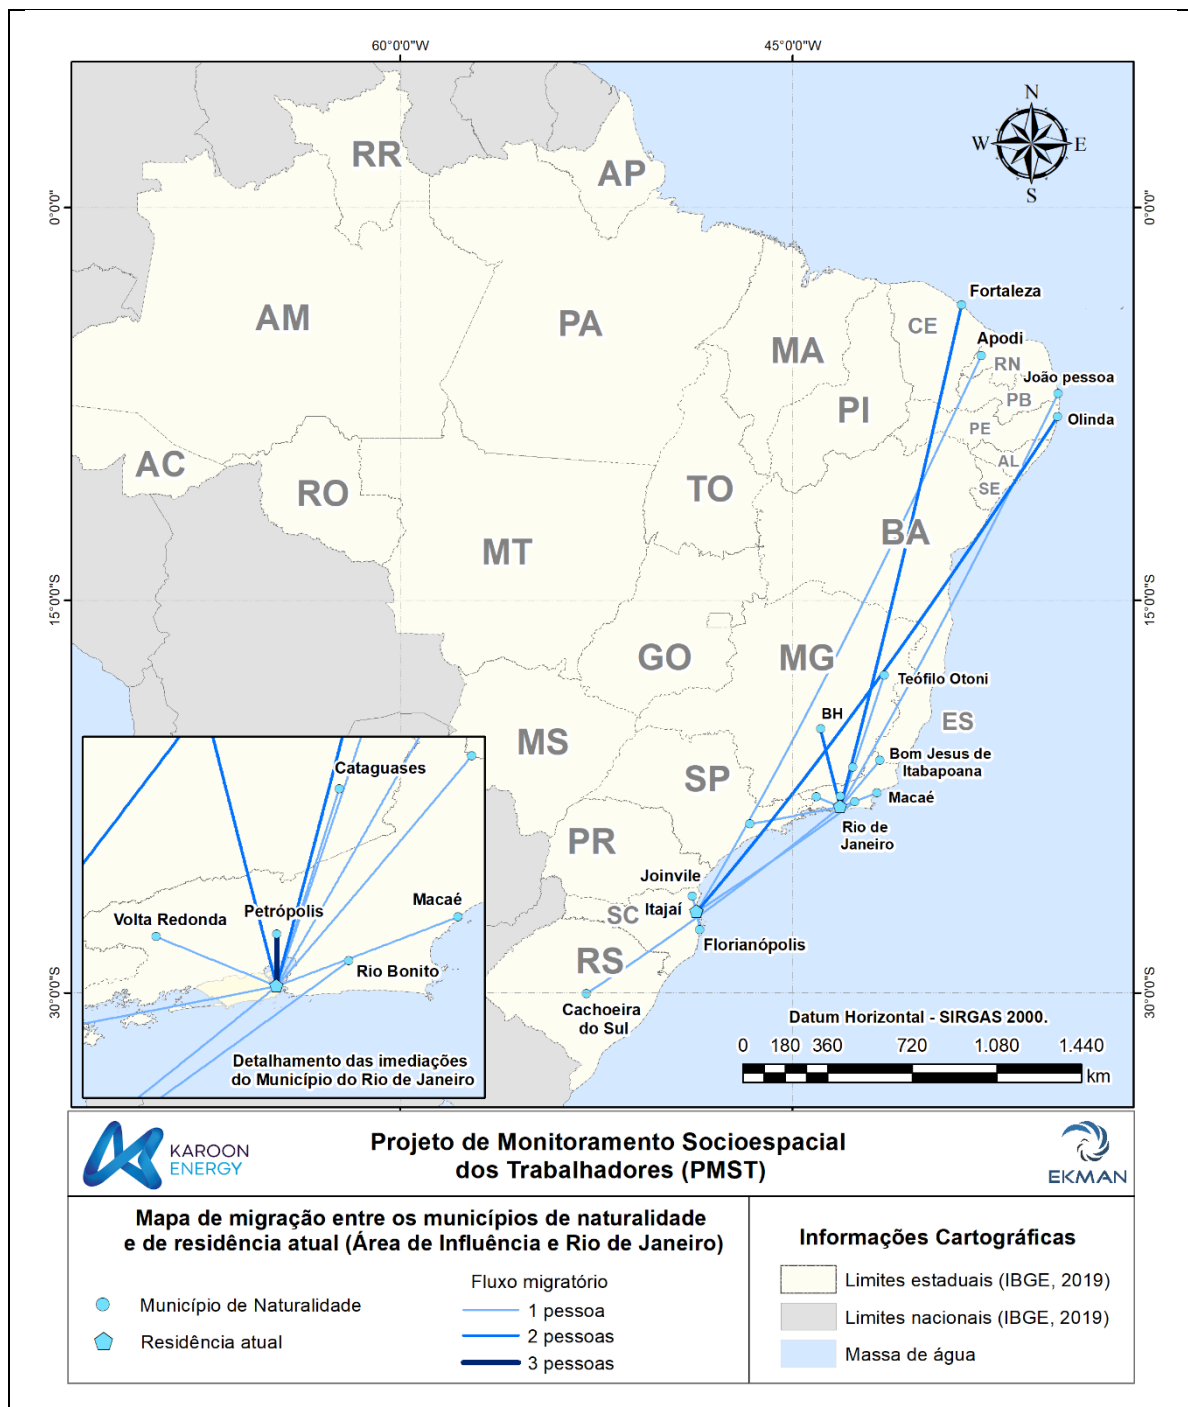 60°0'0"W
45°0'0"W
N
W
E
S
RR
AP
0°0'0"
0°0'0"
Fortaleza
AM
PA
CE
Apodi
MA
RN
João pessoa
PI
PB
Olinda
PE
AC
AL
RO
TO
SE
BA
MT
15°0'0"S
15°0'0"S
GO
MG
Teófilo Otoni
BH
ES
MS
Bom Jesus de
Itabapoana
SP
Macaé
Rio de
Janeiro
PR
Joinvile
Itajaí
SC
Florianópolis
RS
30°0'0"S
30°0'0"S
Cachoeira
do Sul
Cataguases
Macaé
Volta Redonda
Petrópolis
Rio Bonito
Detalhamento das imediações
do Município do Rio de Janeiro
Datum Horizontal - SIRGAS 2000.
0 180 360 720 1.080 1.440
km
KAROON
ENERGY
Projeto de Monitoramento Socioespacial
dos Trabalhadores (PMST)
EKMAN
Mapa de migração entre os municípios de naturalidade
e de residência atual (Área de Influência e Rio de Janeiro)
Município de Naturalidade
Residência atual
Fluxo migratório
1 pessoa
2 pessoas
3 pessoas
Informações Cartográficas
Limites estaduais (IBGE, 2019)
Limites nacionais (IBGE, 2019)
Massa de água